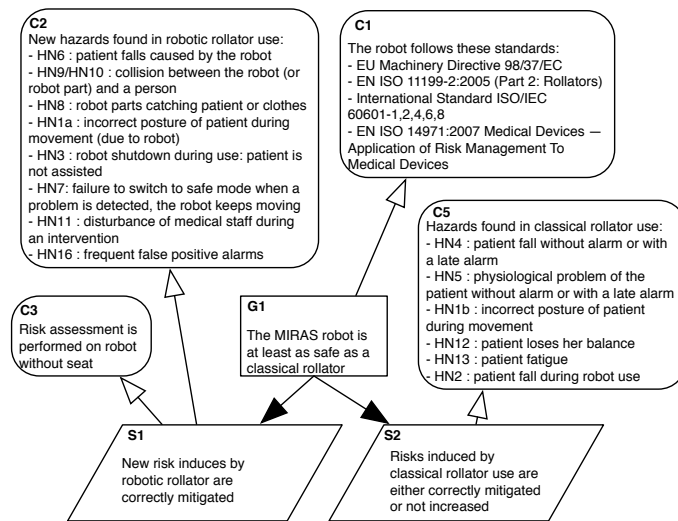 C2
New hazards found in robotic rollator use:
- HN6 : patient falls caused by the robot
- HN9/HN10 : collision between the robot (or
robot part) and a person
- HN8 : robot parts catching patient or clothes
- HN1a : incorrect posture of patient during
movement (due to robot)
- HN3 : robot shutdown during use: patient is
not assisted
- HN7: failure to switch to safe mode when a
problem is detected, the robot keeps moving
- HN11 : disturbance of medical staff during
an intervention
- HN16 : frequent false positive alarms
C1
The robot follows these standards:
- EU Machinery Directive 98/37/EC
- EN ISO 11199-2:2005 (Part 2: Rollators)
- International Standard ISO/IEC
60601-1,2,4,6,8
- EN ISO 14971:2007 Medical Devices —
Application of Risk Management To
Medical Devices
C5
Hazards found in classical rollator use:
- HN4 : patient fall without alarm or with
a late alarm
- HN5 : physiological problem of the
patient without alarm or with a late alarm
- HN1b : incorrect posture of patient
during movement
- HN12 : patient loses her balance
- HN13 : patient fatigue
- HN2 : patient fall during robot use
C3
Risk assessment is
performed on robot
without seat
G1
The MIRAS robot is
at least as safe as a
classical rollator
S1
New risk induces by
robotic rollator are
correctly mitigated
S2
Risks induced by
classical rollator use are
either correctly mitigated
or not increased